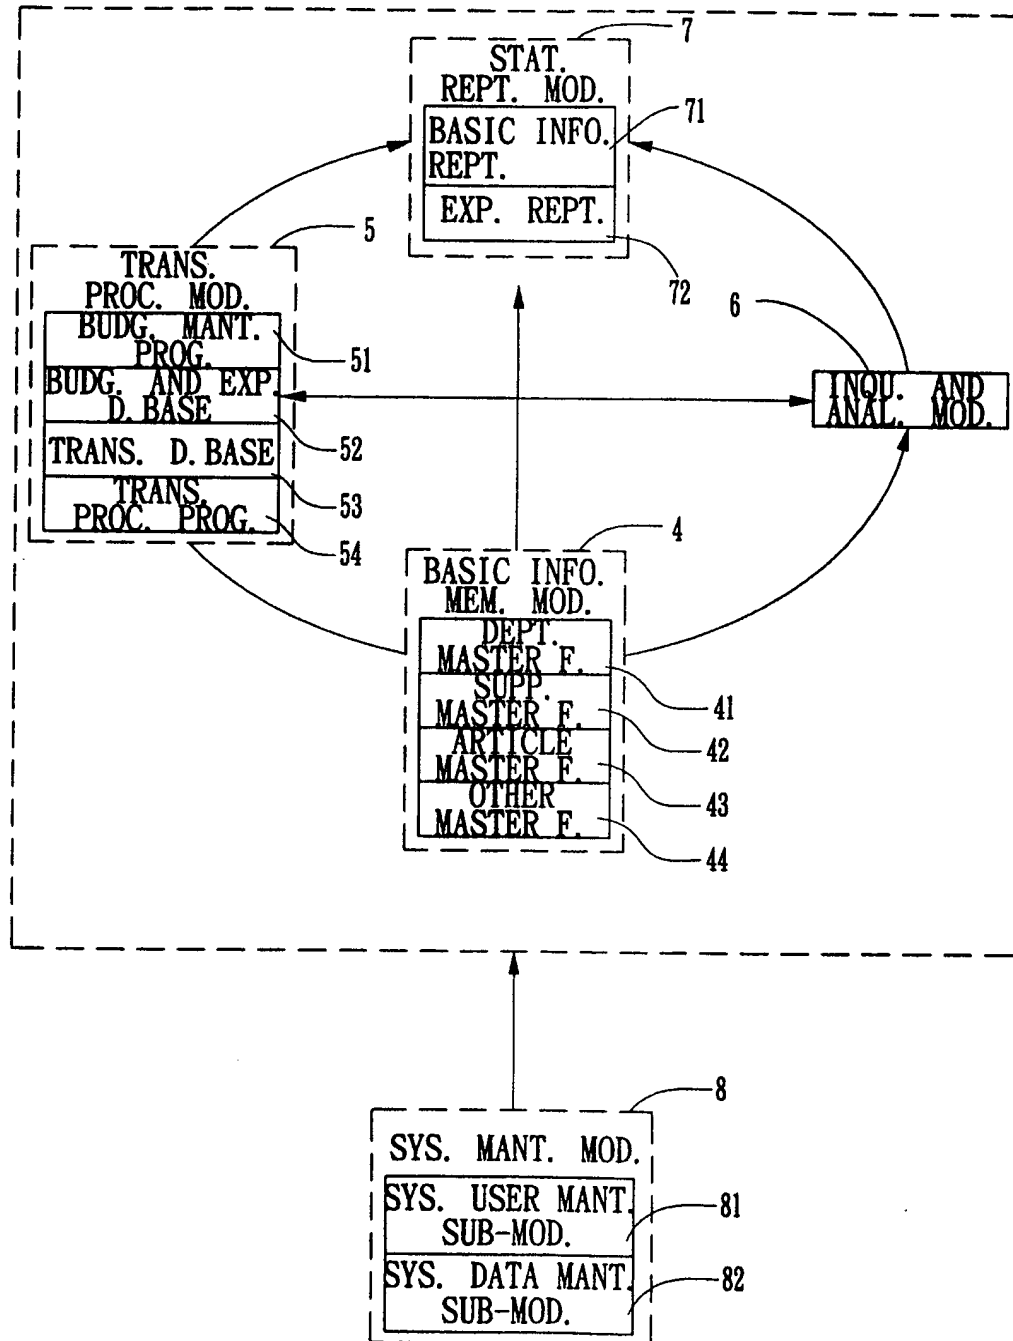 7
STAT.
REPT. MOD.
71
BASIC INFO.
REPT.
EXP. REPT.
72
5
TRANS.
PROC. MOD.
BUDG. MANT.
PROG.
51
BUDG. AND EXP.
D. BASE
52
TRANS. D. BASE
53
TRANS.
PROC. PROG.
54
6
INQU. AND
ANAL. MOD.
4
BASIC INFO.
MEM. MOD.
DEPT.
MASTER F.
41
SUPP.
MASTER F.
42
ARTICLE
MASTER F.
43
OTHER
MASTER F.
44
8
SYS. MANT. MOD.
SYS. USER MANT.
SUB-MOD.
81
SYS. DATA MANT.
SUB-MOD.
82